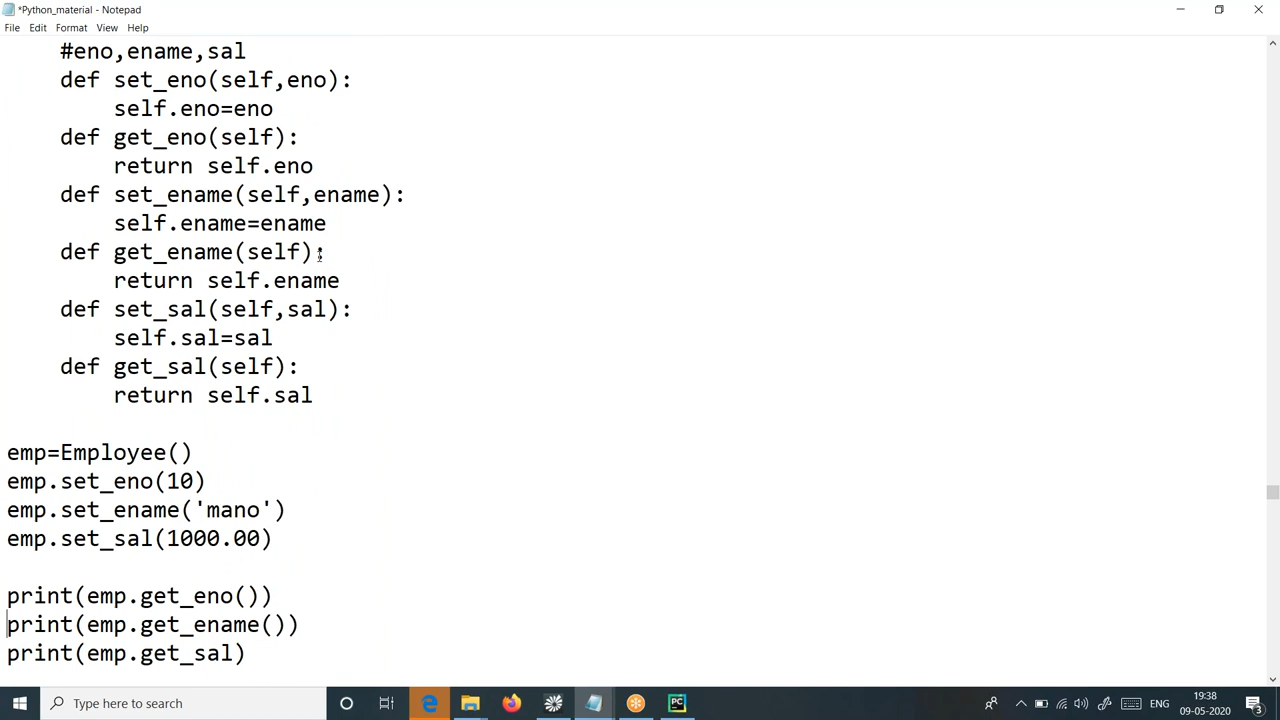 *Python_material - Notepad
File Edit Format View Help
#eno,ename,sal
def set_eno(self,eno):
self.eno=eno
def get_eno(self):
return self.eno
def set_ename(self,ename):
self.ename=ename
def get_ename(self):
return self.ename
def set_sal(self,sal):
self.sal=sal
def get_sal(self):
return self.sal
emp=Employee()
emp.set_eno(10)
emp.set_ename('mano')
emp.set_sal(1000.00)
print(emp.get_eno())
print(emp.get_ename())
print(emp.get_sal)
Type here to search
PC
ENG
19:38
09-05-2020
3